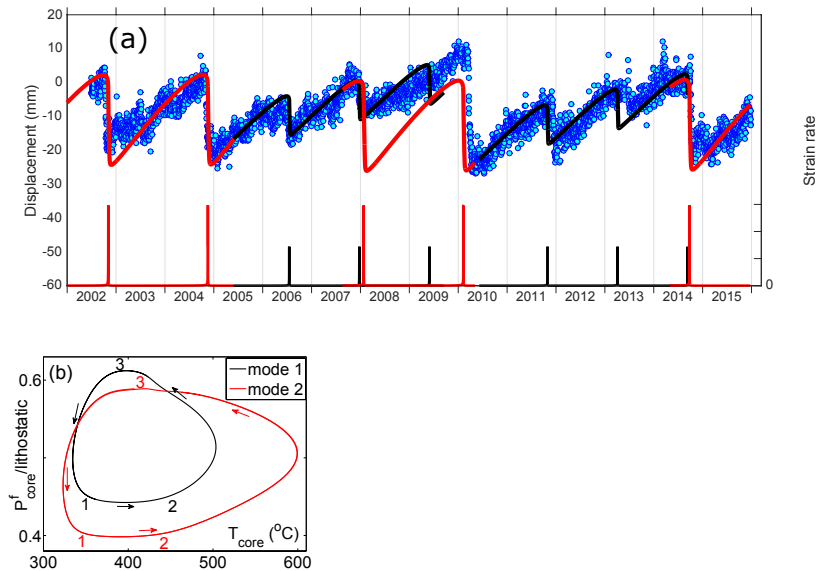 (a)
20
10
0
-10
-20
-30
-40
-50
-60
Displacement (mm)
Strain rate
0
2002 2003 2004 2005 2006 2007 2008 2009 2010 2011 2012 2013 2014 2015
(b)
mode 1
mode 2
3
3
0.6
0.4
P^f_core/lithostatic
1 2
1 2
T_core (°C)
300 400 500 600